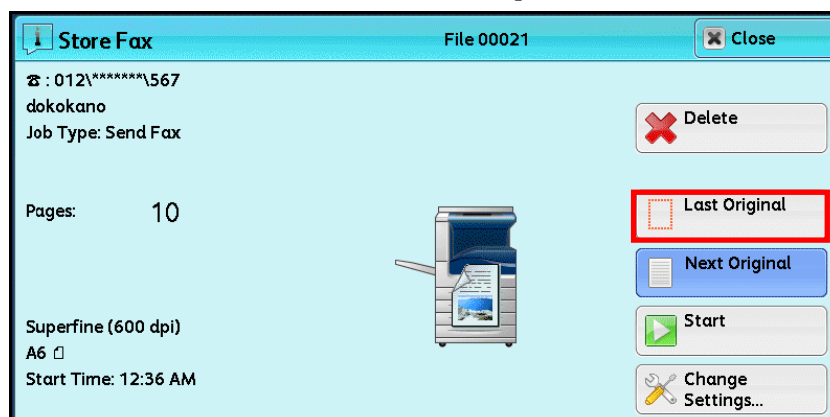 Store Fax
File 00021
Close
☎ : 012\*******\567
dokokano
Job Type: Send Fax
Delete
Pages: 10
Last Original
Next Original
Superfine (600 dpi)
Start
A6
Start Time: 12:36 AM
Change
Settings...